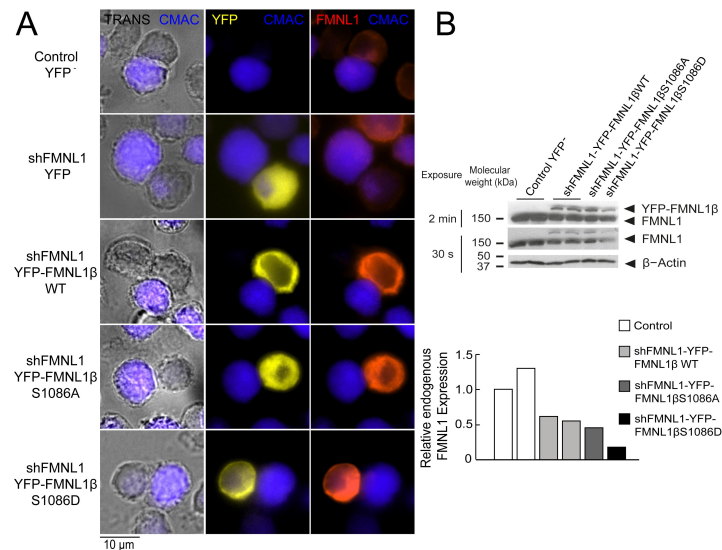 A
TRANS CMAC YFP CMAC FMNL1 CMAC
Control
YFP-
shFMNL1
YFP
shFMNL1
YFP-FMNL1β
WT
shFMNL1
YFP-FMNL1β
S1086A
shFMNL1
YFP-FMNL1β
S1086D
10 µm
B
Control YFP-
shFMNL1-YFP-FMNL1βWT
shFMNL1-YFP-FMNL1βS1086A
shFMNL1-YFP-FMNL1βS1086D
Exposure
Molecular
weight (kDa)
2 min
150
YFP-FMNL1β
FMNL1
30 s
150
FMNL1
50
37
β-Actin
Relative endogenous
FMNL1 Expression
1.5
1.0
0.5
0
Control
shFMNL1-YFP-
FMNL1β WT
shFMNL1-YFP-
FMNL1βS1086A
shFMNL1-YFP-
FMNL1βS1086D